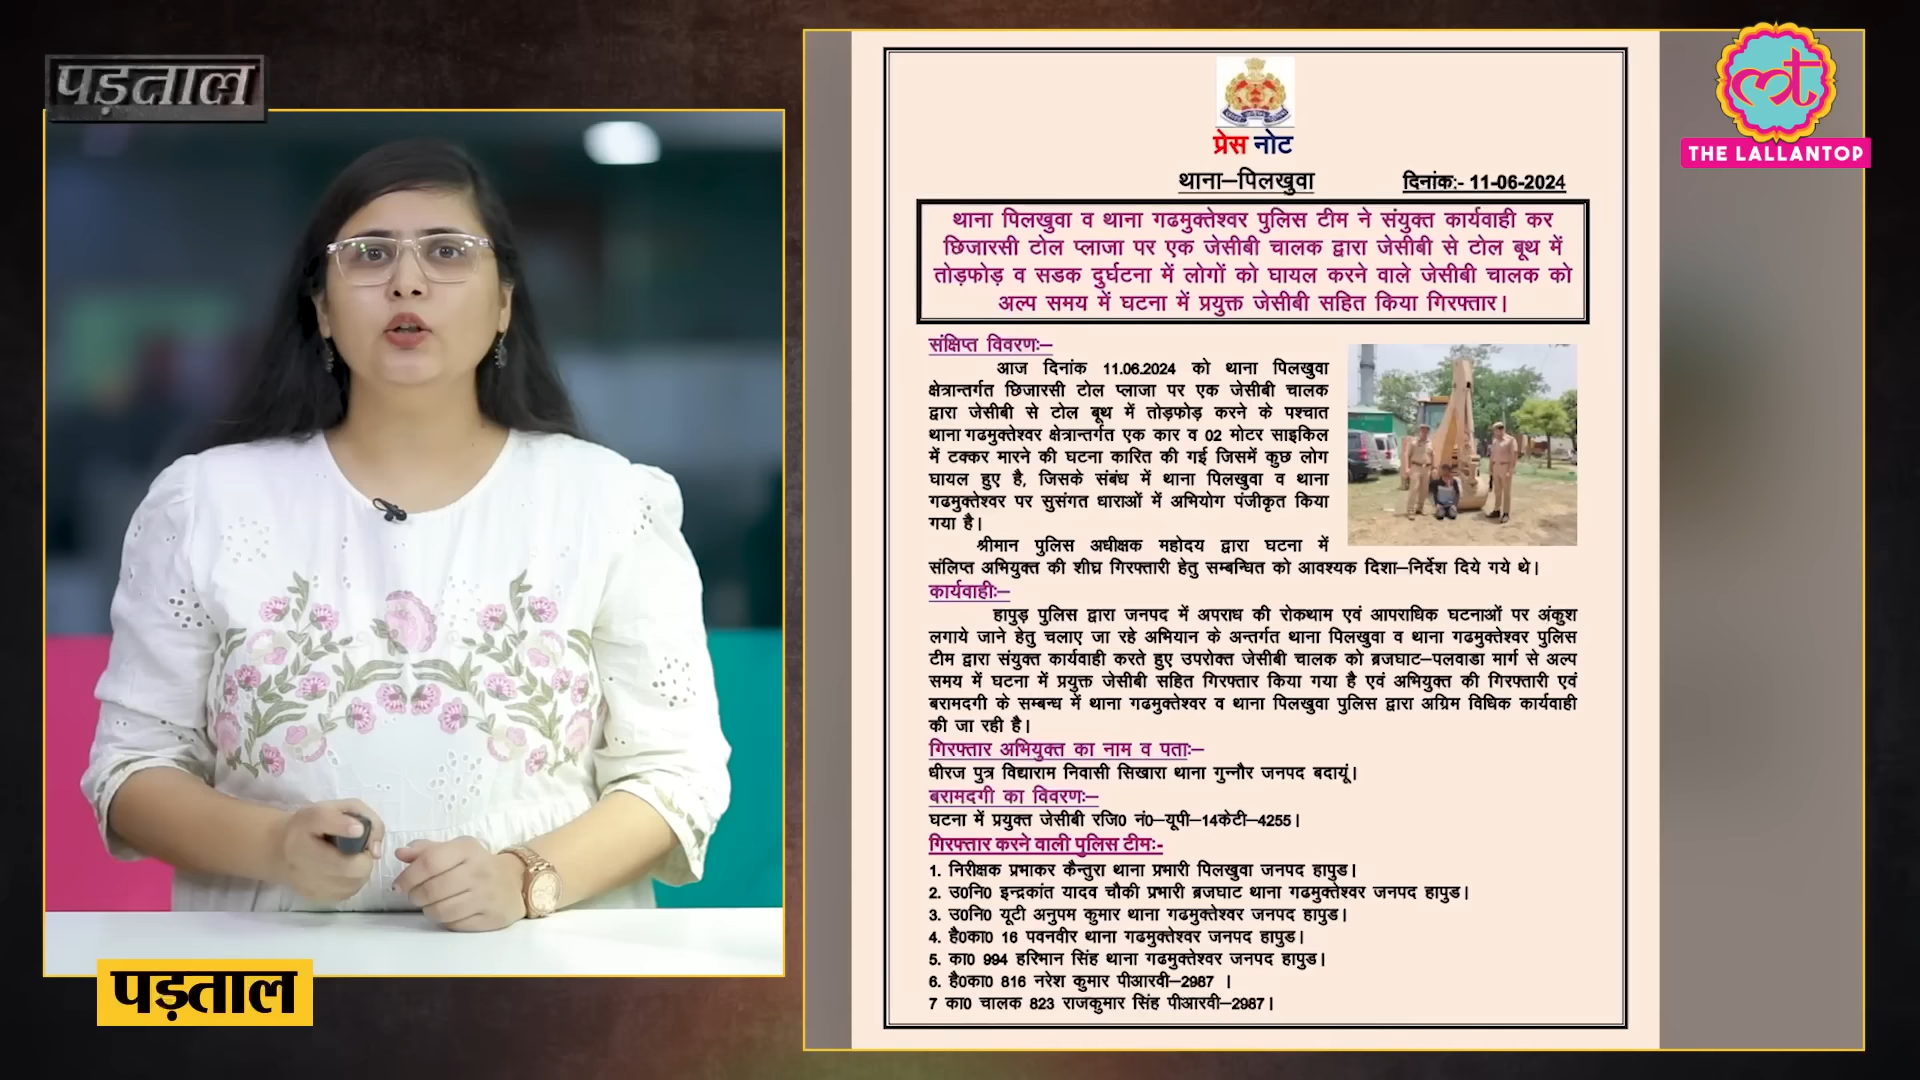 पड़ताल
THE LALLANTOP
प्रेस नोट
थाना–पिलखुवा
दिनांकः- 11-06-2024
थाना पिलखुवा व थाना गढमुक्तेश्वर पुलिस टीम ने संयुक्त कार्यवाही कर
छिजारसी टोल प्लाजा पर एक जेसीबी चालक द्वारा जेसीबी से टोल बूथ में
तोड़फोड़ व सडक दुर्घटना में लोगों को घायल करने वाले जेसीबी चालक को
अल्प समय में घटना में प्रयुक्त जेसीबी सहित किया गिरफ्तार।
संक्षिप्त विवरणः–
आज दिनांक 11.06.2024 को थाना पिलखुवा
क्षेत्रान्तर्गत छिजारसी टोल प्लाजा पर एक जेसीबी चालक
द्वारा जेसीबी से टोल बूथ में तोड़फोड़ करने के पश्चात
थाना गढमुक्तेश्वर क्षेत्रान्तर्गत एक कार व 02 मोटर साइकिल
में टक्कर मारने की घटना कारित की गई जिसमें कुछ लोग
घायल हुए है, जिसके संबंध में थाना पिलखुवा व थाना
गढमुक्तेश्वर पर सुसंगत धाराओं में अभियोग पंजीकृत किया
गया है।
श्रीमान पुलिस अधीक्षक महोदय द्वारा घटना में
संलिप्त अभियुक्त की शीघ्र गिरफ्तारी हेतु सम्बन्धित को आवश्यक दिशा–निर्देश दिये गये थे।
कार्यवाहीः–
हापुड़ पुलिस द्वारा जनपद में अपराध की रोकथाम एवं आपराधिक घटनाओं पर अंकुश
लगाये जाने हेतु चलाए जा रहे अभियान के अन्तर्गत थाना पिलखुवा व थाना गढमुक्तेश्वर पुलिस
टीम द्वारा संयुक्त कार्यवाही करते हुए उपरोक्त जेसीबी चालक को ब्रजघाट–पलवाडा मार्ग से अल्प
समय में घटना में प्रयुक्त जेसीबी सहित गिरफ्तार किया गया है एवं अभियुक्त की गिरफ्तारी एवं
बरामदगी के सम्बन्ध में थाना गढमुक्तेश्वर व थाना पिलखुवा पुलिस द्वारा अग्रिम विधिक कार्यवाही
की जा रही है।
गिरफ्तार अभियुक्त का नाम व पताः–
धीरज पुत्र विद्याराम निवासी सिखारा थाना गुन्नौर जनपद बदायूं।
बरामदगी का विवरणः–
घटना में प्रयुक्त जेसीबी रजि0 नं0–यूपी–14केटी–4255।
गिरफ्तार करने वाली पुलिस टीमः-
1. निरीक्षक प्रभाकर कैन्तुरा थाना प्रभारी पिलखुवा जनपद हापुड।
2. उ0नि0 इन्द्रकांत यादव चौकी प्रभारी ब्रजघाट थाना गढमुक्तेश्वर जनपद हापुड।
3. उ0नि0 यूटी अनुपम कुमार थाना गढमुक्तेश्वर जनपद हापुड।
4. है0का0 16 पवनवीर थाना गढमुक्तेश्वर जनपद हापुड।
5. का0 994 हरिभान सिंह थाना गढमुक्तेश्वर जनपद हापुड।
6. है0का0 816 नरेश कुमार पीआरवी–2987 ।
7 का0 चालक 823 राजकुमार सिंह पीआरवी–2987।
पड़ताल